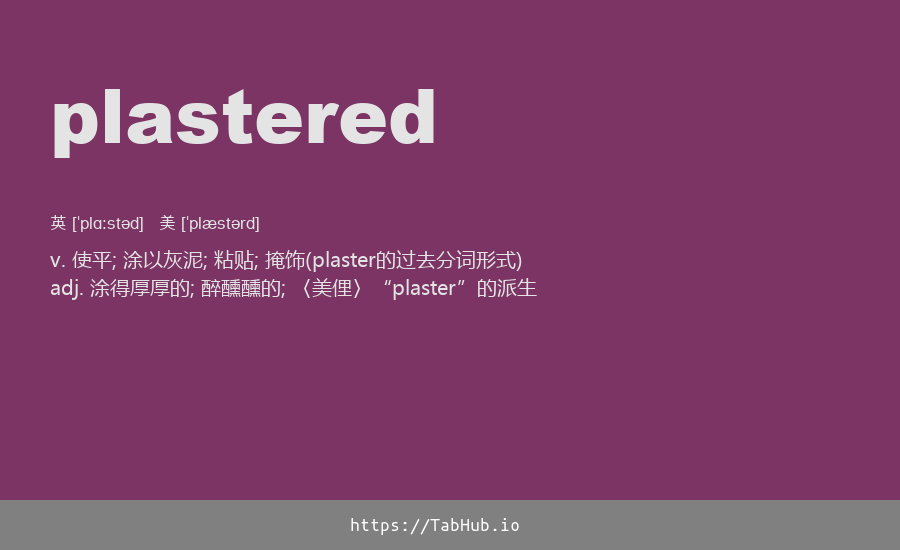 plastered
英 [ˈplɑːstəd] 美 [ˈplæstərd]
v. 使平; 涂以灰泥; 粘贴; 掩饰(plaster的过去分词形式)
adj. 涂得厚厚的; 醉醺醺的; 〈美俚〉“plaster”的派生
https://TabHub.io